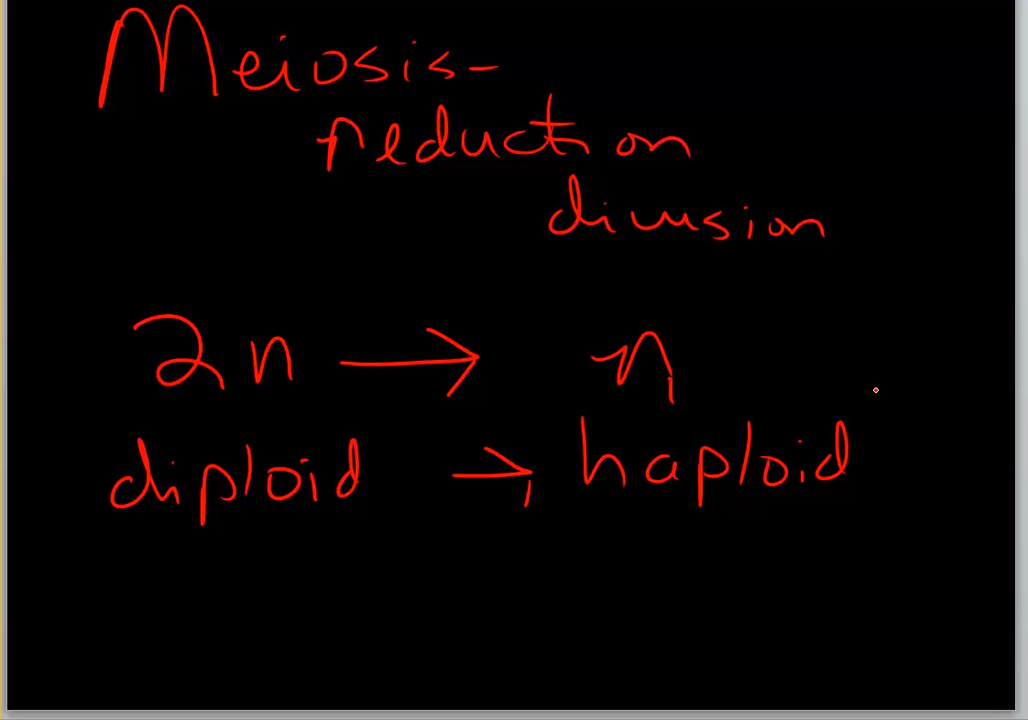 Meiosis-
reduction
division
2n → n
diploid → haploid